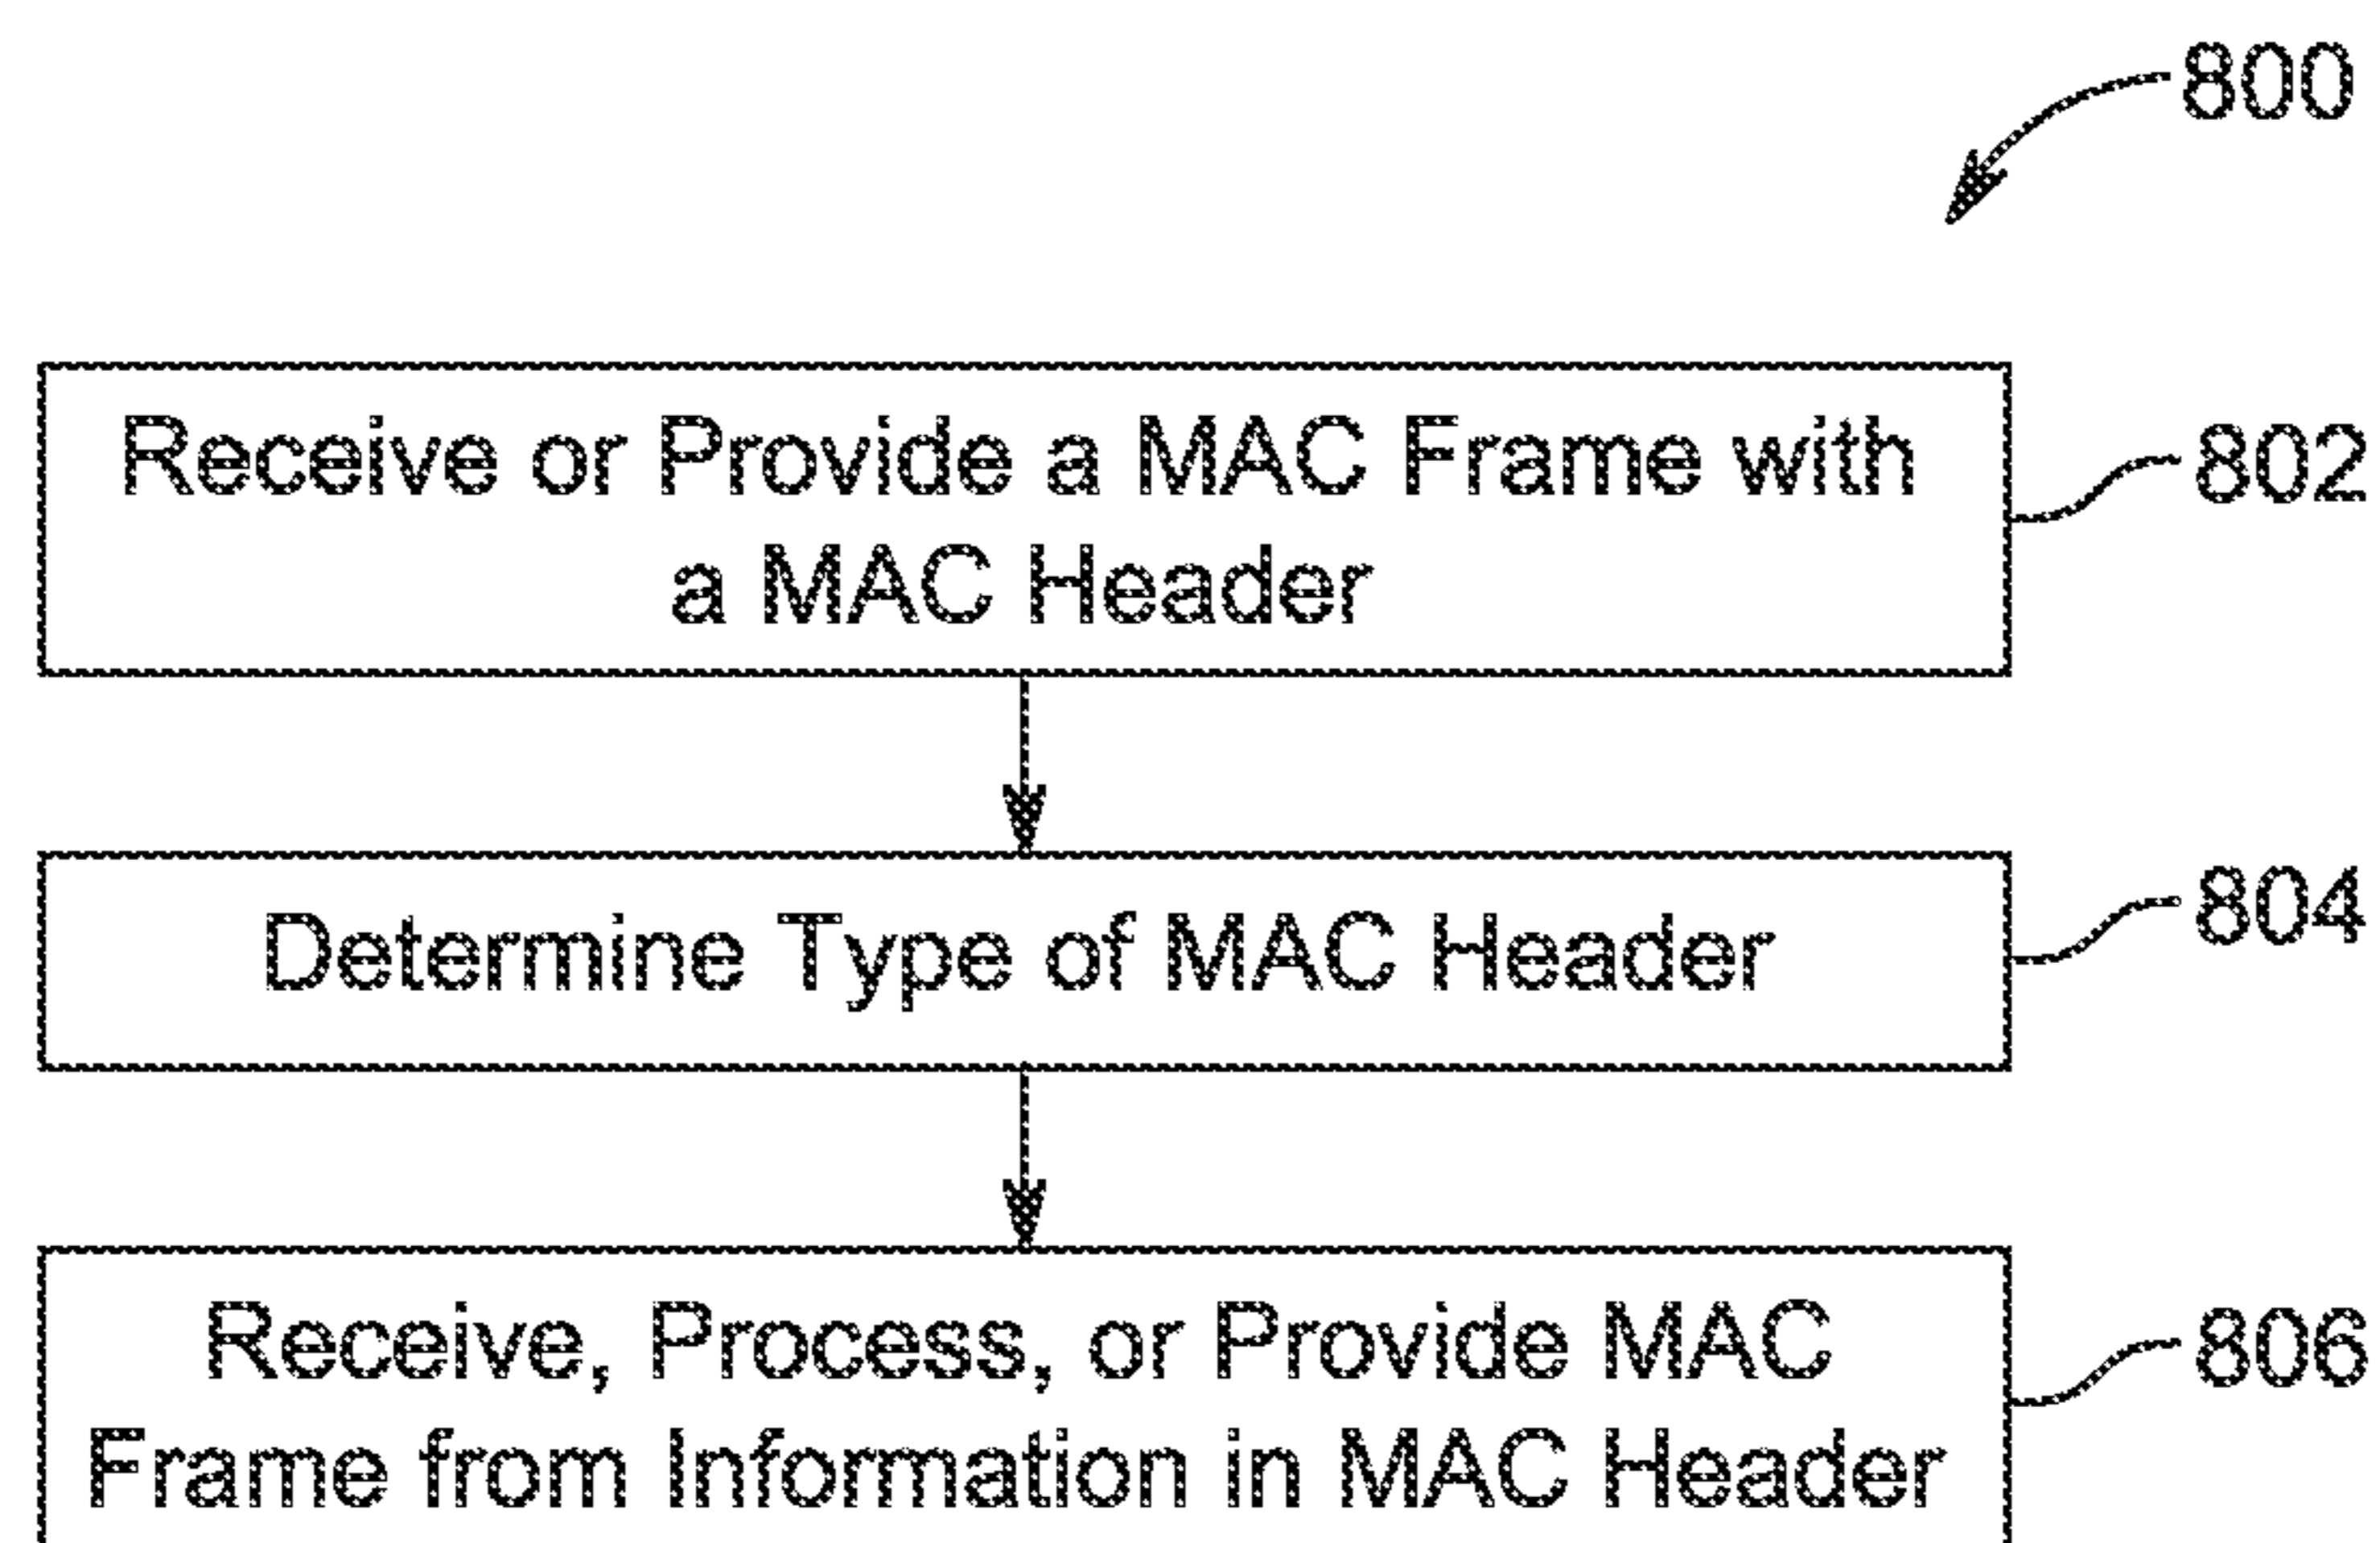 800
Receive or Provide a MAC Frame with
a MAC Header
802
Determine Type of MAC Header
804
Receive, Process, or Provide MAC
Frame from Information in MAC Header
806